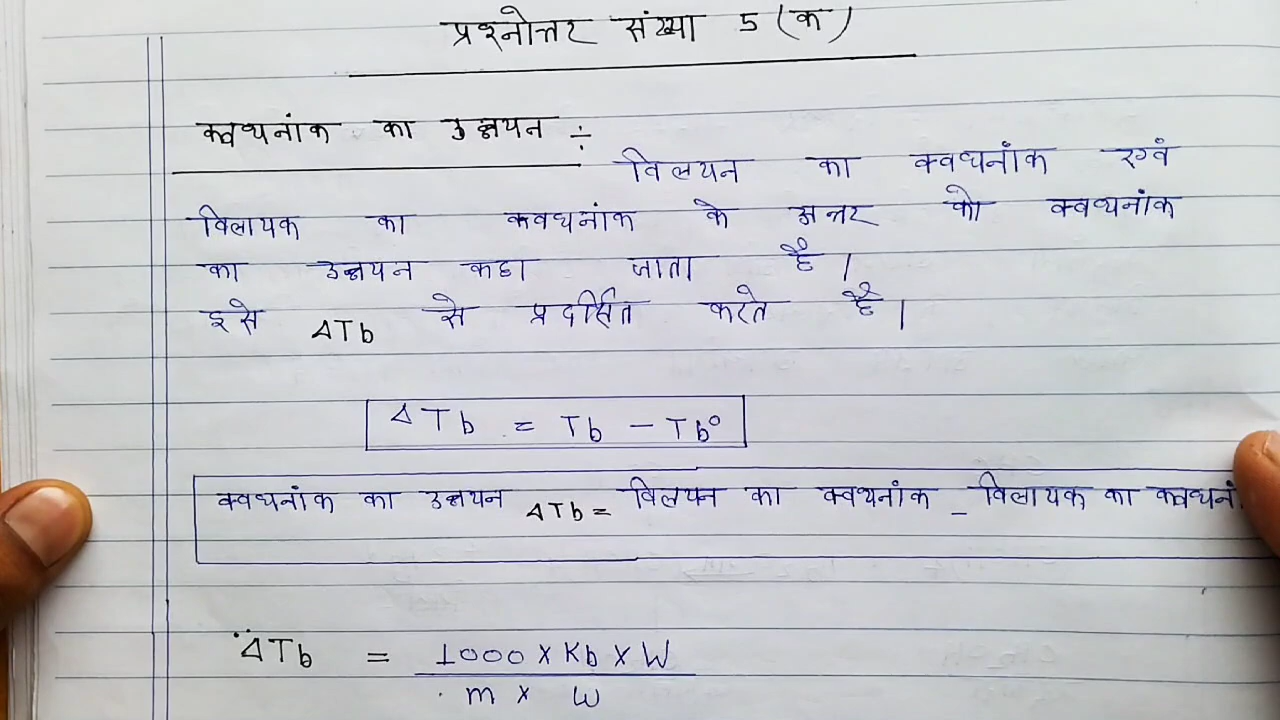 प्रश्नोत्तर संख्या 5 (क)
क्वथनांक का उन्नयन ÷
विलयन का क्वथनांक एवं
विलायक का क्वथनांक के अन्तर को क्वथनांक
का उन्नयन कहा जाता है।
इसे ΔTb से प्रदर्सित करते है।
ΔTb = Tb - Tb°
क्वथनांक का उन्नयन ΔTb = विलयन का क्वथनांक - विलायक का क्वथनां
ΔTb = 1000 x Kb x W
m x w